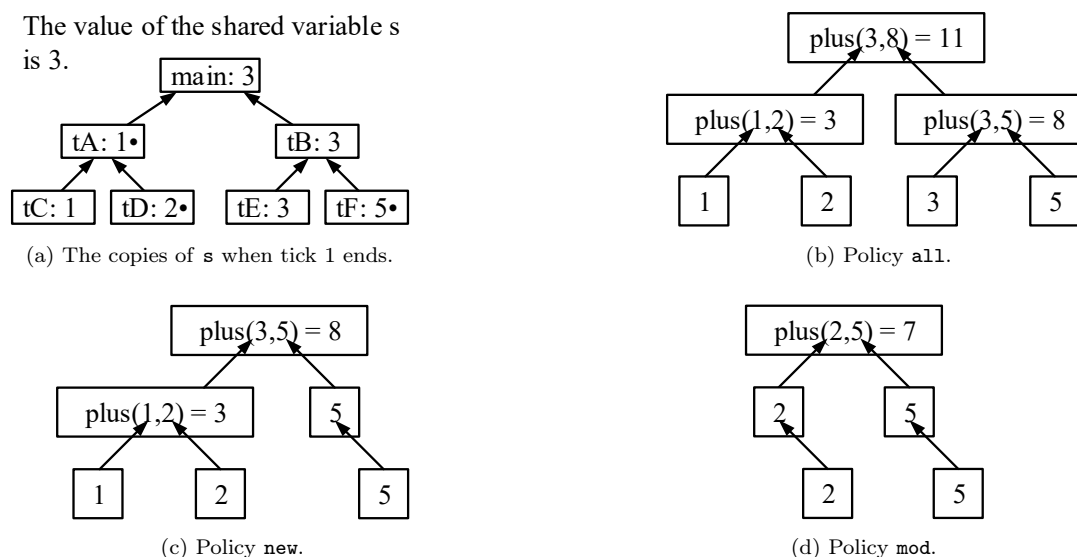 The value of the shared variable s
is 3.
main: 3
tA: 1•
tB: 3
tC: 1
tD: 2•
tE: 3
tF: 5•
(a) The copies of s when tick 1 ends.
plus(3,8) = 11
plus(1,2) = 3
plus(3,5) = 8
1
2
3
5
(b) Policy all.
plus(3,5) = 8
plus(1,2) = 3
5
1
2
5
(c) Policy new.
plus(2,5) = 7
2
5
2
5
(d) Policy mod.